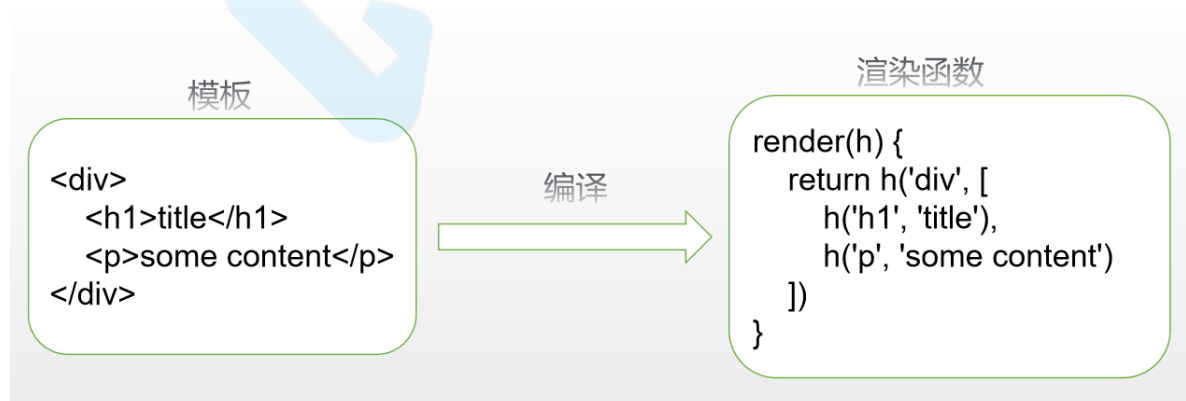 模板
<div>
<h1>title</h1>
<p>some content</p>
</div>
编译
渲染函数
render(h) {
return h('div', [
h('h1', 'title'),
h('p', 'some content')
])
}